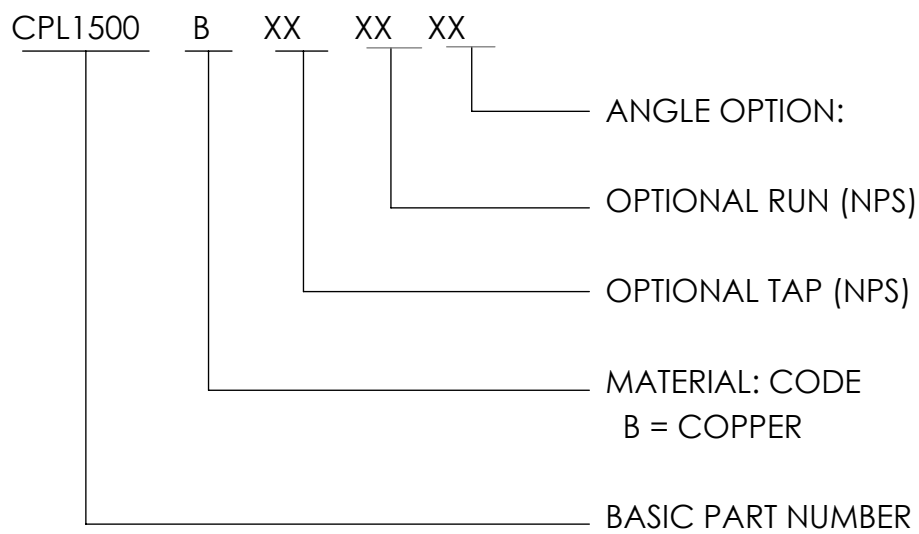 CPL1500 B XX XX XX
ANGLE OPTION:
OPTIONAL RUN (NPS)
OPTIONAL TAP (NPS)
MATERIAL: CODE
B = COPPER
BASIC PART NUMBER